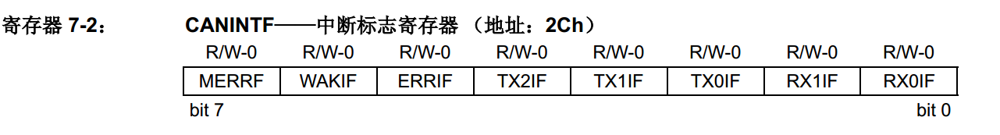 寄存器 7-2： CANINTF——中断标志寄存器 （地址：2Ch）
R/W-0 R/W-0 R/W-0 R/W-0 R/W-0 R/W-0 R/W-0 R/W-0
MERRF WAKIF ERRIF TX2IF TX1IF TX0IF RX1IF RX0IF
bit 7 bit 0